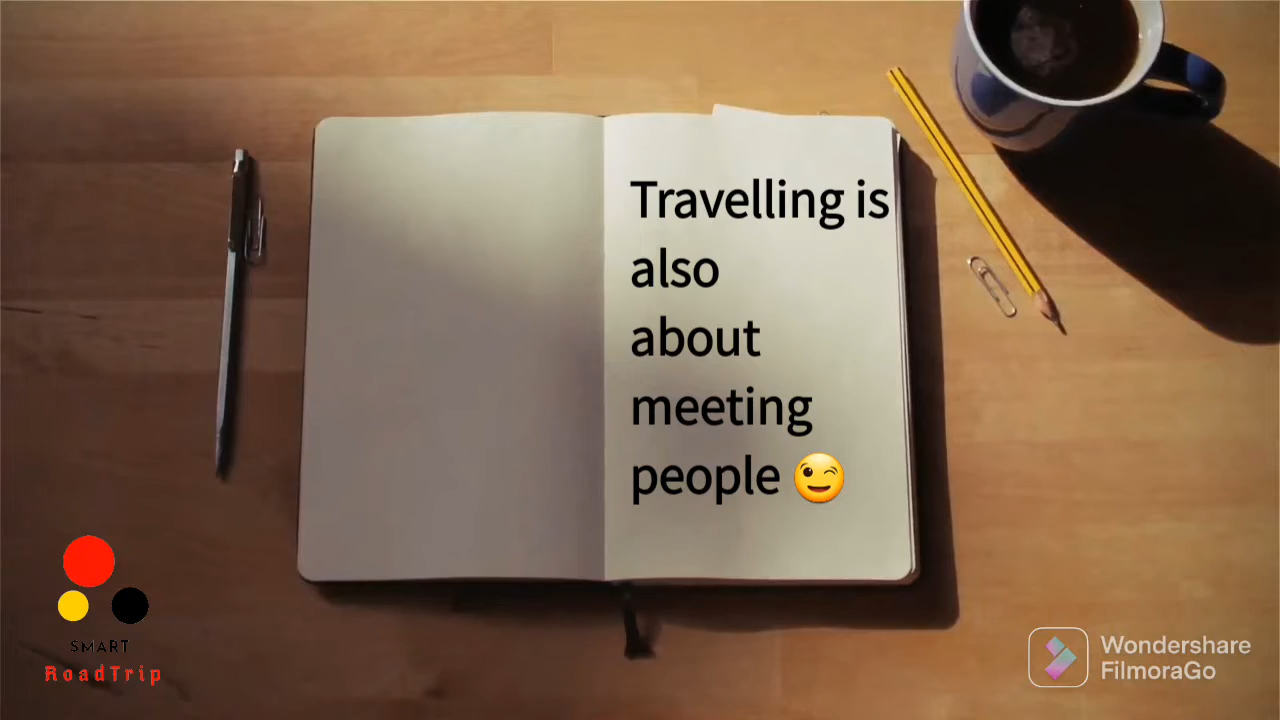 Travelling is
also
about
meeting
people 😉
SMART
RoadTrip
Wondershare
FilmoraGo